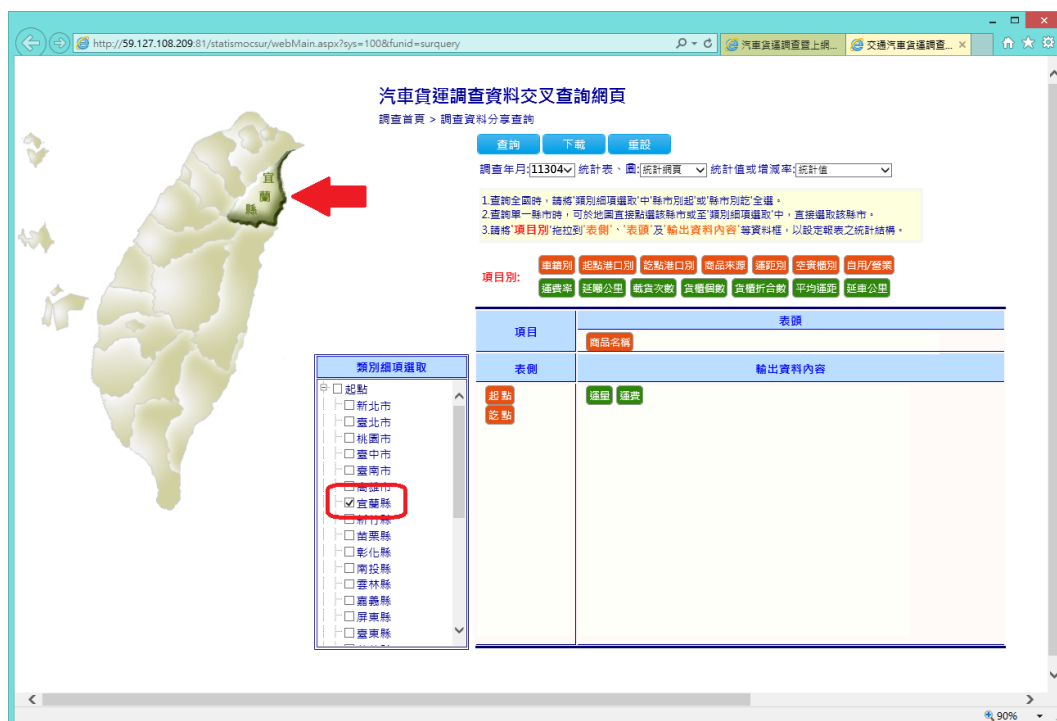 http://59.127.108.209:81/statismocsur/webMain.aspx?sys=100&funid=surquery
汽車貨運調查暨上網...
交通汽車貨運調查...
汽車貨運調查資料交叉查詢網頁
調查首頁 > 調查資料分享查詢
查詢 下載 重設
調查年月:11304 統計表、圖:統計網頁 統計值或增減率:統計值
1.查詢全國時，請將'類別細項選取'中'縣市別起'或'縣市別訖'全選。
2.查詢單一縣市時，可於地圖直接點選該縣市或至'類別細項選取'中，直接選取該縣市。
3.請將'項目別'拖拉到'表側'、'表頭'及'輸出資料內容'等資料框，以設定報表之統計結構。
宜蘭縣
項目別:
車籍別 起點港口別 訖點港口別 商品來源 運距別 空實櫃別 自用/營業
運費率 延噸公里 載貨次數 貨櫃個數 貨櫃折合數 平均運距 延車公里
項目
表頭
商品名稱
表側
輸出資料內容
起點
訖點
運量 運費
類別細項選取
起點
新北市
臺北市
桃園市
臺中市
臺南市
高雄市
宜蘭縣
新竹縣
苗栗縣
彰化縣
南投縣
雲林縣
嘉義縣
屏東縣
臺東縣
90%